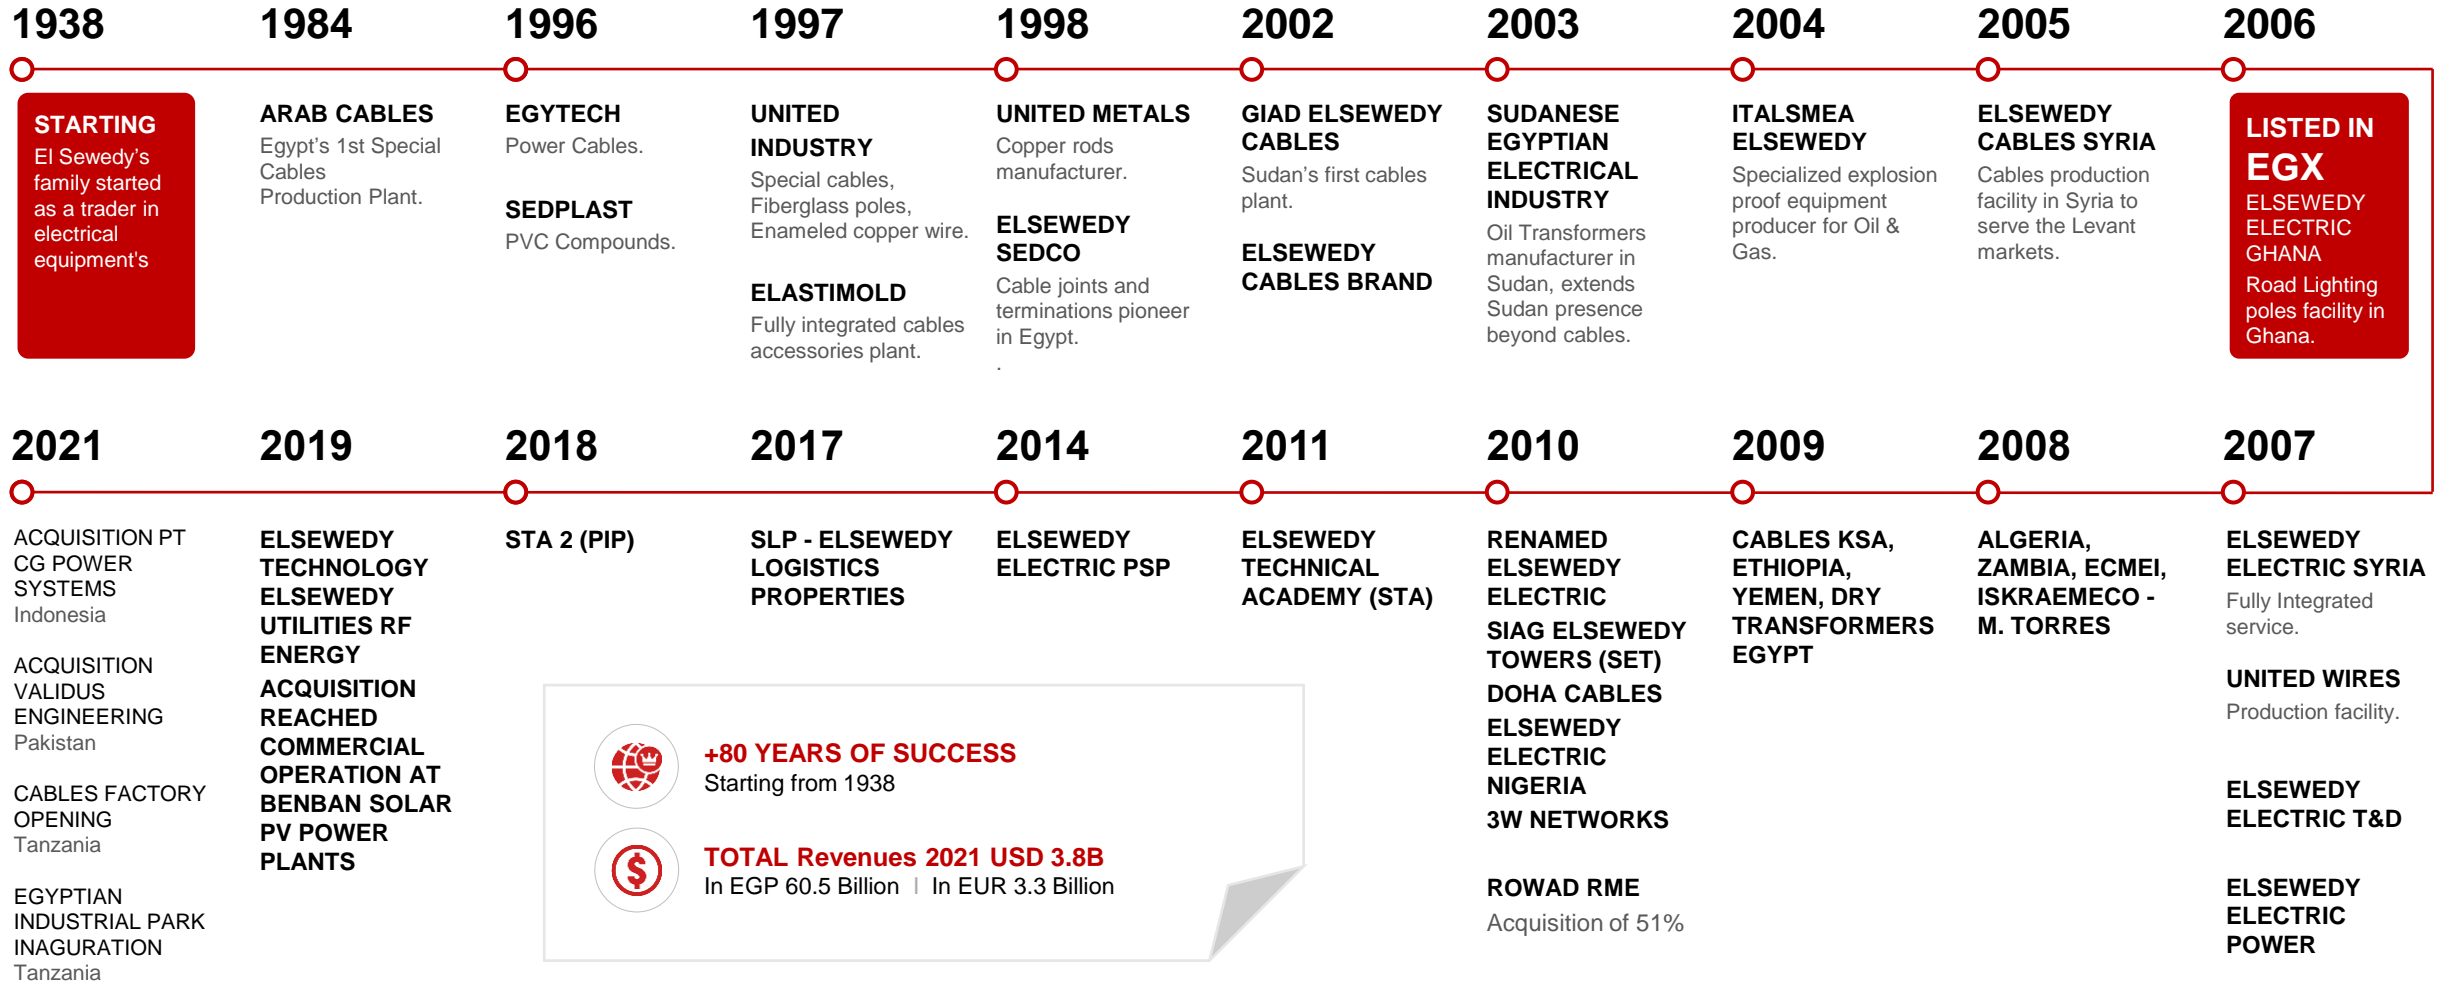 1938
STARTING
El Sewedy's
family started
as a trader in
electrical
equipment's
1984
ARAB CABLES
Egypt's 1st Special
Cables
Production Plant.
1996
EGYTECH
Power Cables.
SEDPLAST
PVC Compounds.
1997
UNITED
INDUSTRY
Special cables,
Fiberglass poles,
Enameled copper wire.
ELASTIMOLD
Fully integrated cables
accessories plant.
1998
UNITED METALS
Copper rods
manufacturer.
ELSEWEDY
SEDCO
Cable joints and
terminations pioneer
in Egypt.
.
2002
GIAD ELSEWEDY
CABLES
Sudan's first cables
plant.
ELSEWEDY
CABLES BRAND
2003
SUDANESE
EGYPTIAN
ELECTRICAL
INDUSTRY
Oil Transformers
manufacturer in
Sudan, extends
Sudan presence
beyond cables.
2004
ITALSMEA
ELSEWEDY
Specialized explosion
proof equipment
producer for Oil &
Gas.
2005
ELSEWEDY
CABLES SYRIA
Cables production
facility in Syria to
serve the Levant
markets.
2006
LISTED IN
EGX
ELSEWEDY
ELECTRIC
GHANA
Road Lighting
poles facility in
Ghana.
2021
ACQUISITION PT
CG POWER
SYSTEMS
Indonesia
ACQUISITION
VALIDUS
ENGINEERING
Pakistan
CABLES FACTORY
OPENING
Tanzania
EGYPTIAN
INDUSTRIAL PARK
INAGURATION
Tanzania
2019
ELSEWEDY
TECHNOLOGY
ELSEWEDY
UTILITIES RF
ENERGY
ACQUISITION
REACHED
COMMERCIAL
OPERATION AT
BENBAN SOLAR
PV POWER
PLANTS
2018
STA 2 (PIP)
2017
SLP - ELSEWEDY
LOGISTICS
PROPERTIES
2014
ELSEWEDY
ELECTRIC PSP
2011
ELSEWEDY
TECHNICAL
ACADEMY (STA)
2010
RENAMED
ELSEWEDY
ELECTRIC
SIAG ELSEWEDY
TOWERS (SET)
DOHA CABLES
ELSEWEDY
ELECTRIC
NIGERIA
3W NETWORKS
ROWAD RME
Acquisition of 51%
2009
CABLES KSA,
ETHIOPIA,
YEMEN, DRY
TRANSFORMERS
EGYPT
2008
ALGERIA,
ZAMBIA, ECMEI,
ISKRAEMECO -
M. TORRES
2007
ELSEWEDY
ELECTRIC SYRIA
Fully Integrated
service.
UNITED WIRES
Production facility.
ELSEWEDY
ELECTRIC T&D
ELSEWEDY
ELECTRIC
POWER
+80 YEARS OF SUCCESS
Starting from 1938
TOTAL Revenues 2021 USD 3.8B
In EGP 60.5 Billion | In EUR 3.3 Billion